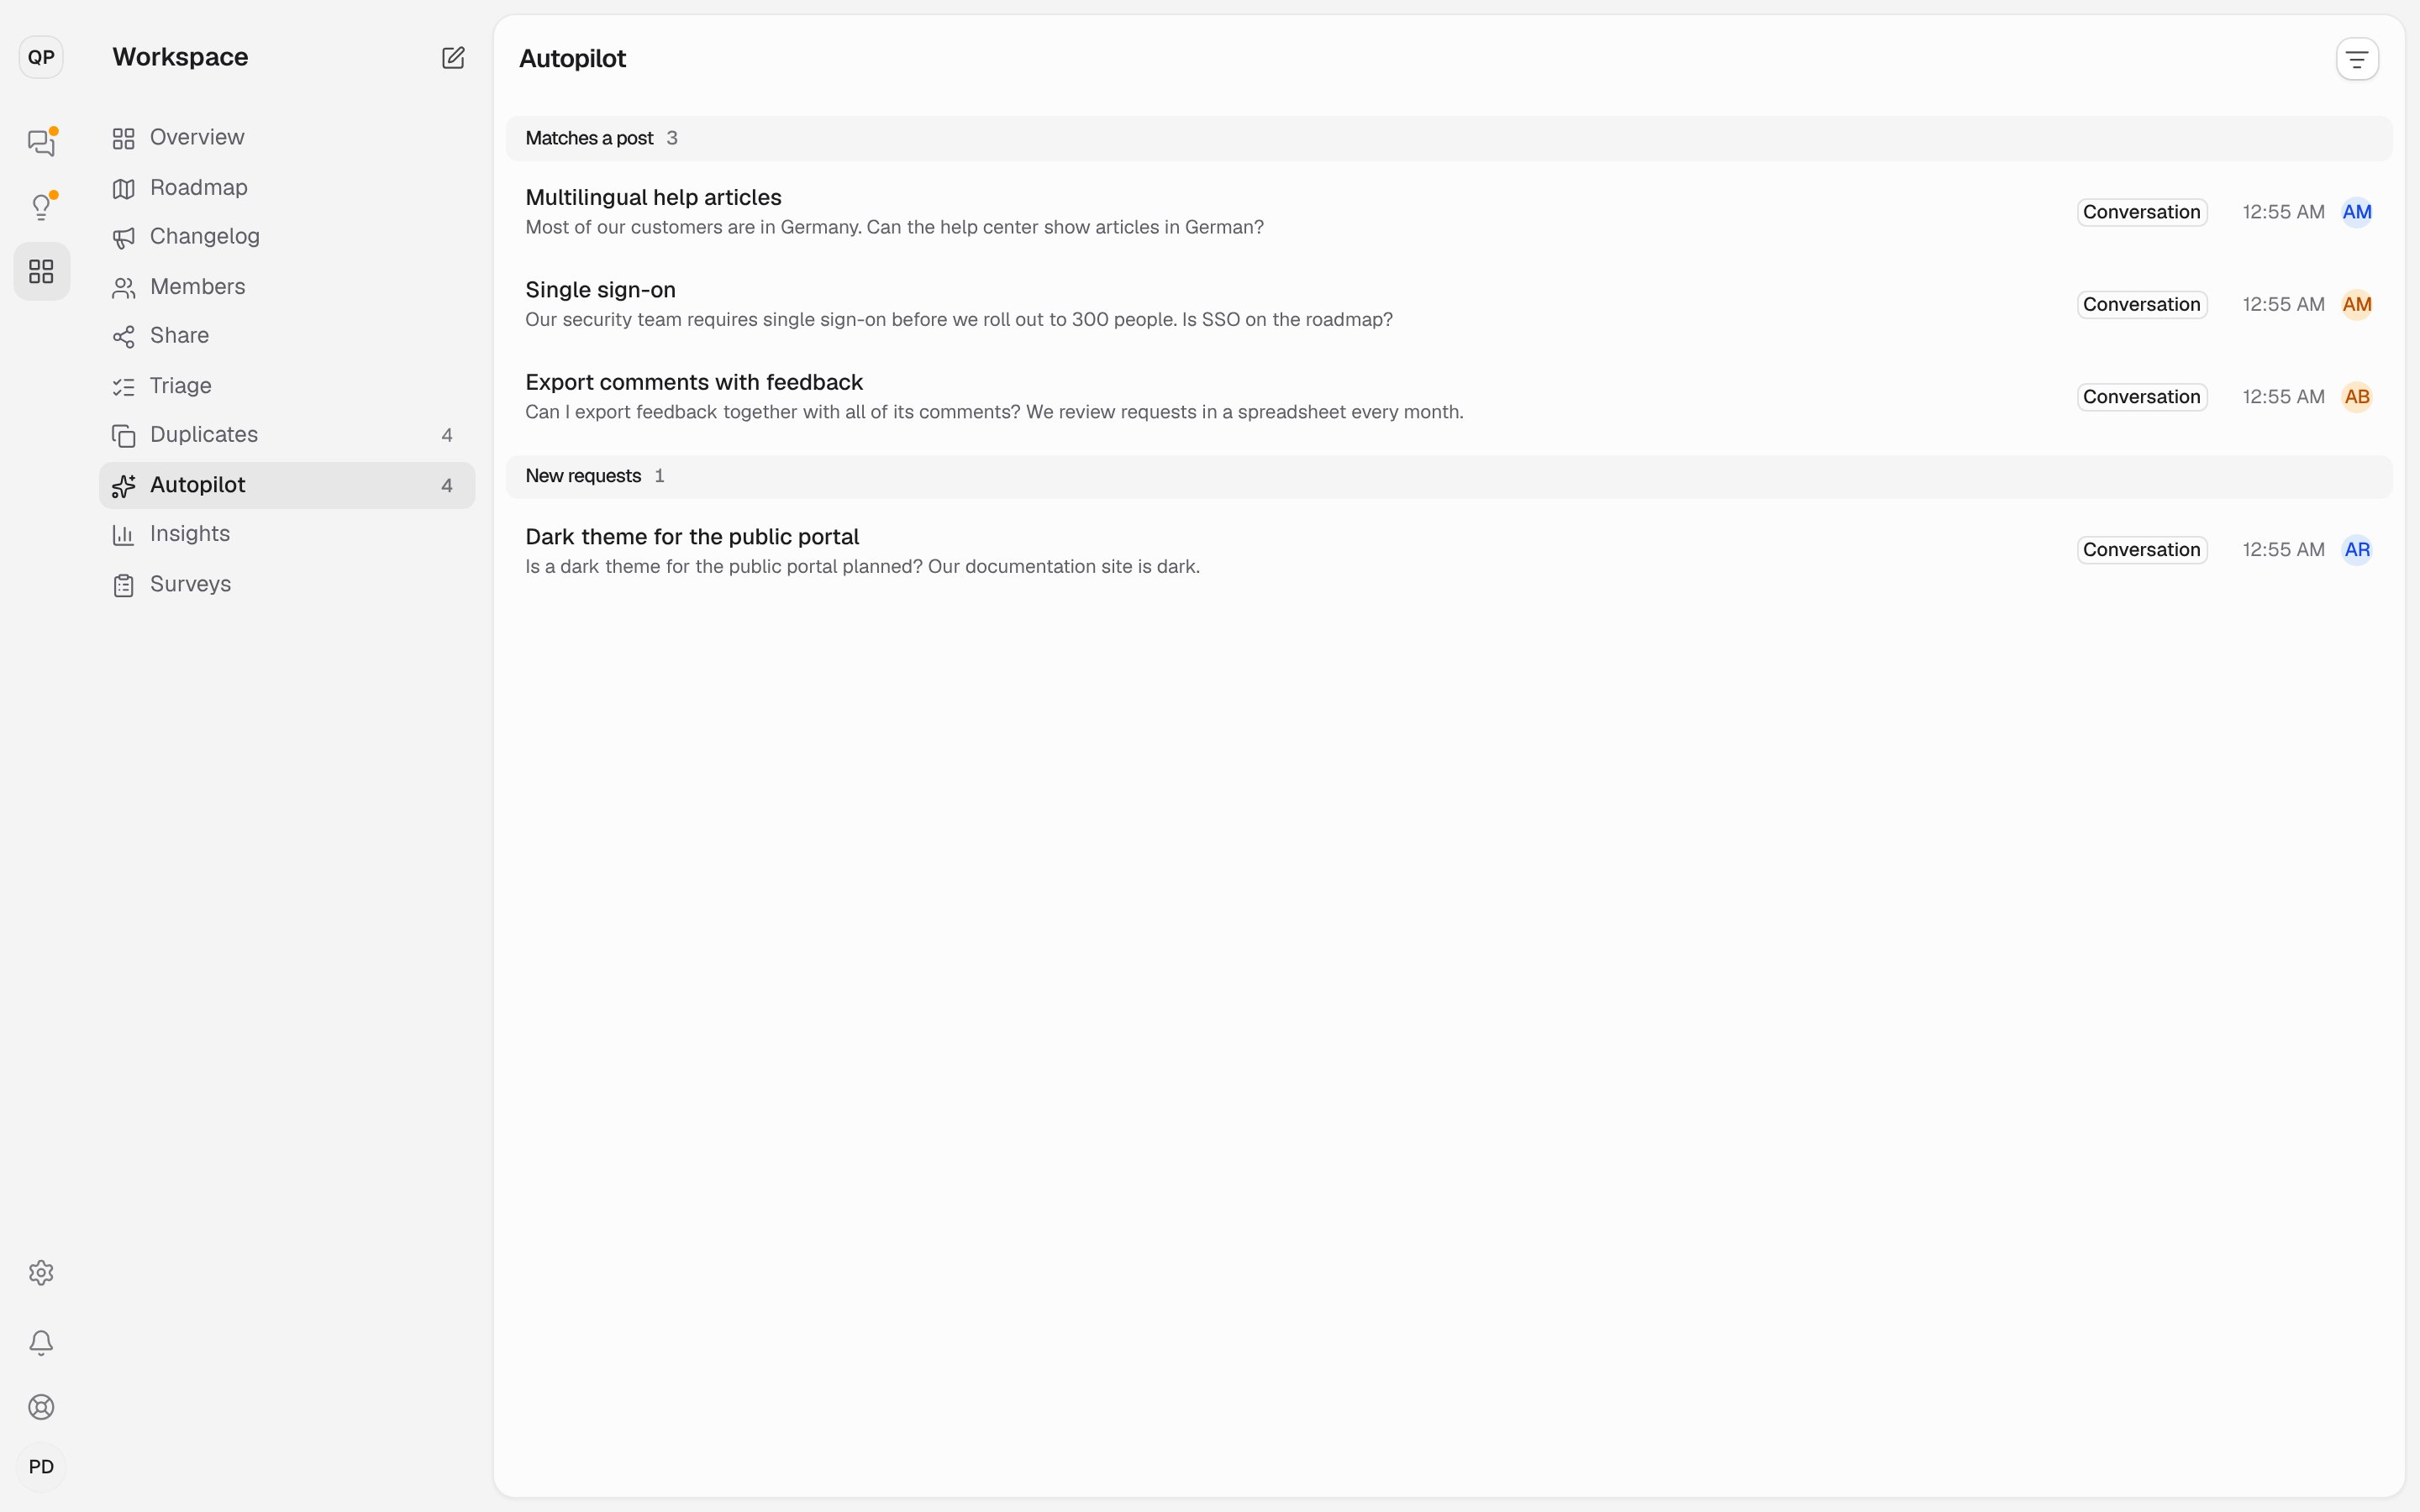 QP
Workspace
Overview
Roadmap
Changelog
Members
Share
Triage
Duplicates 4
Autopilot 4
Insights
Surveys
PD
Autopilot
Matches a post 3
Multilingual help articles
Most of our customers are in Germany. Can the help center show articles in German?
Conversation 12:55 AM AM
Single sign-on
Our security team requires single sign-on before we roll out to 300 people. Is SSO on the roadmap?
Conversation 12:55 AM AM
Export comments with feedback
Can I export feedback together with all of its comments? We review requests in a spreadsheet every month.
Conversation 12:55 AM AB
New requests 1
Dark theme for the public portal
Is a dark theme for the public portal planned? Our documentation site is dark.
Conversation 12:55 AM AR